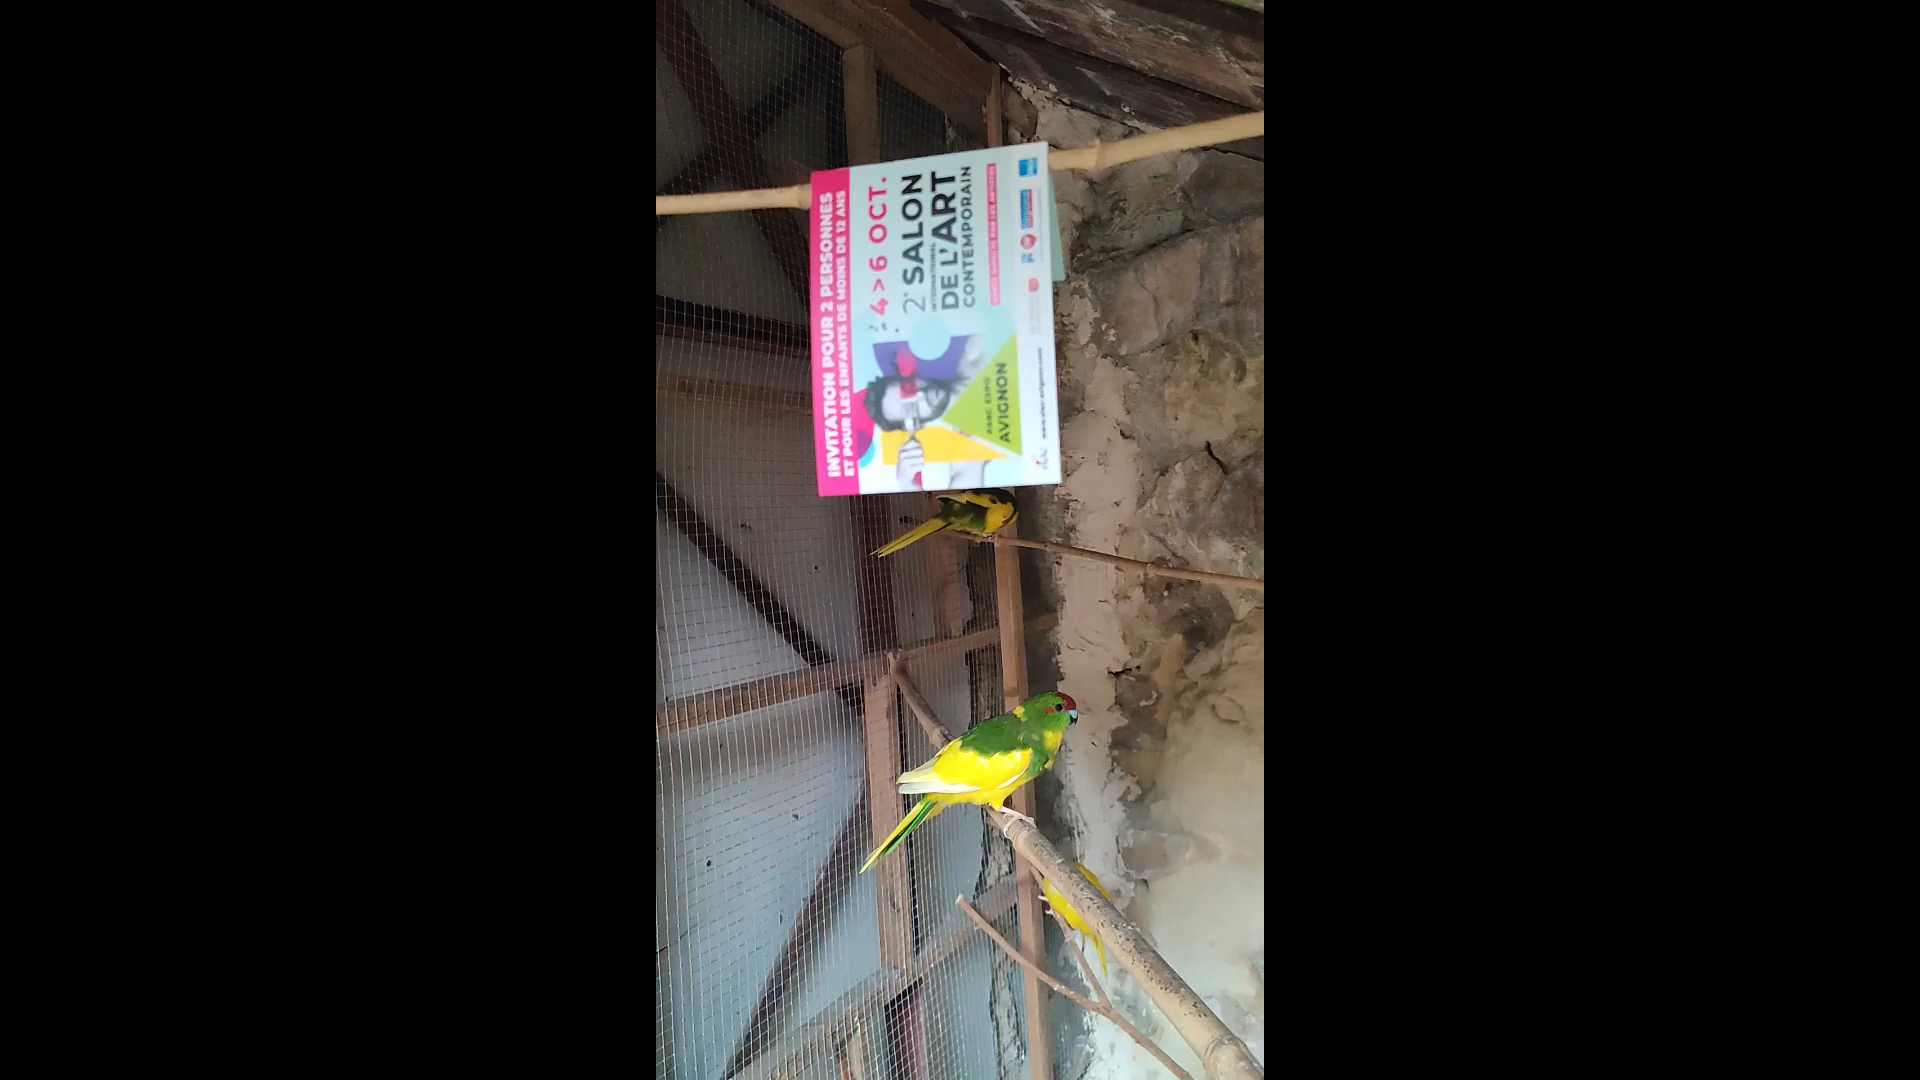 INVITATION POUR 2 PERSONNES
ET POUR LES ENFANTS DE MOINS DE 12 ANS
4 > 6 OCT.
2e SALON
INTERNATIONAL
DE L'ART
CONTEMPORAIN
PARC EXPO
AVIGNON